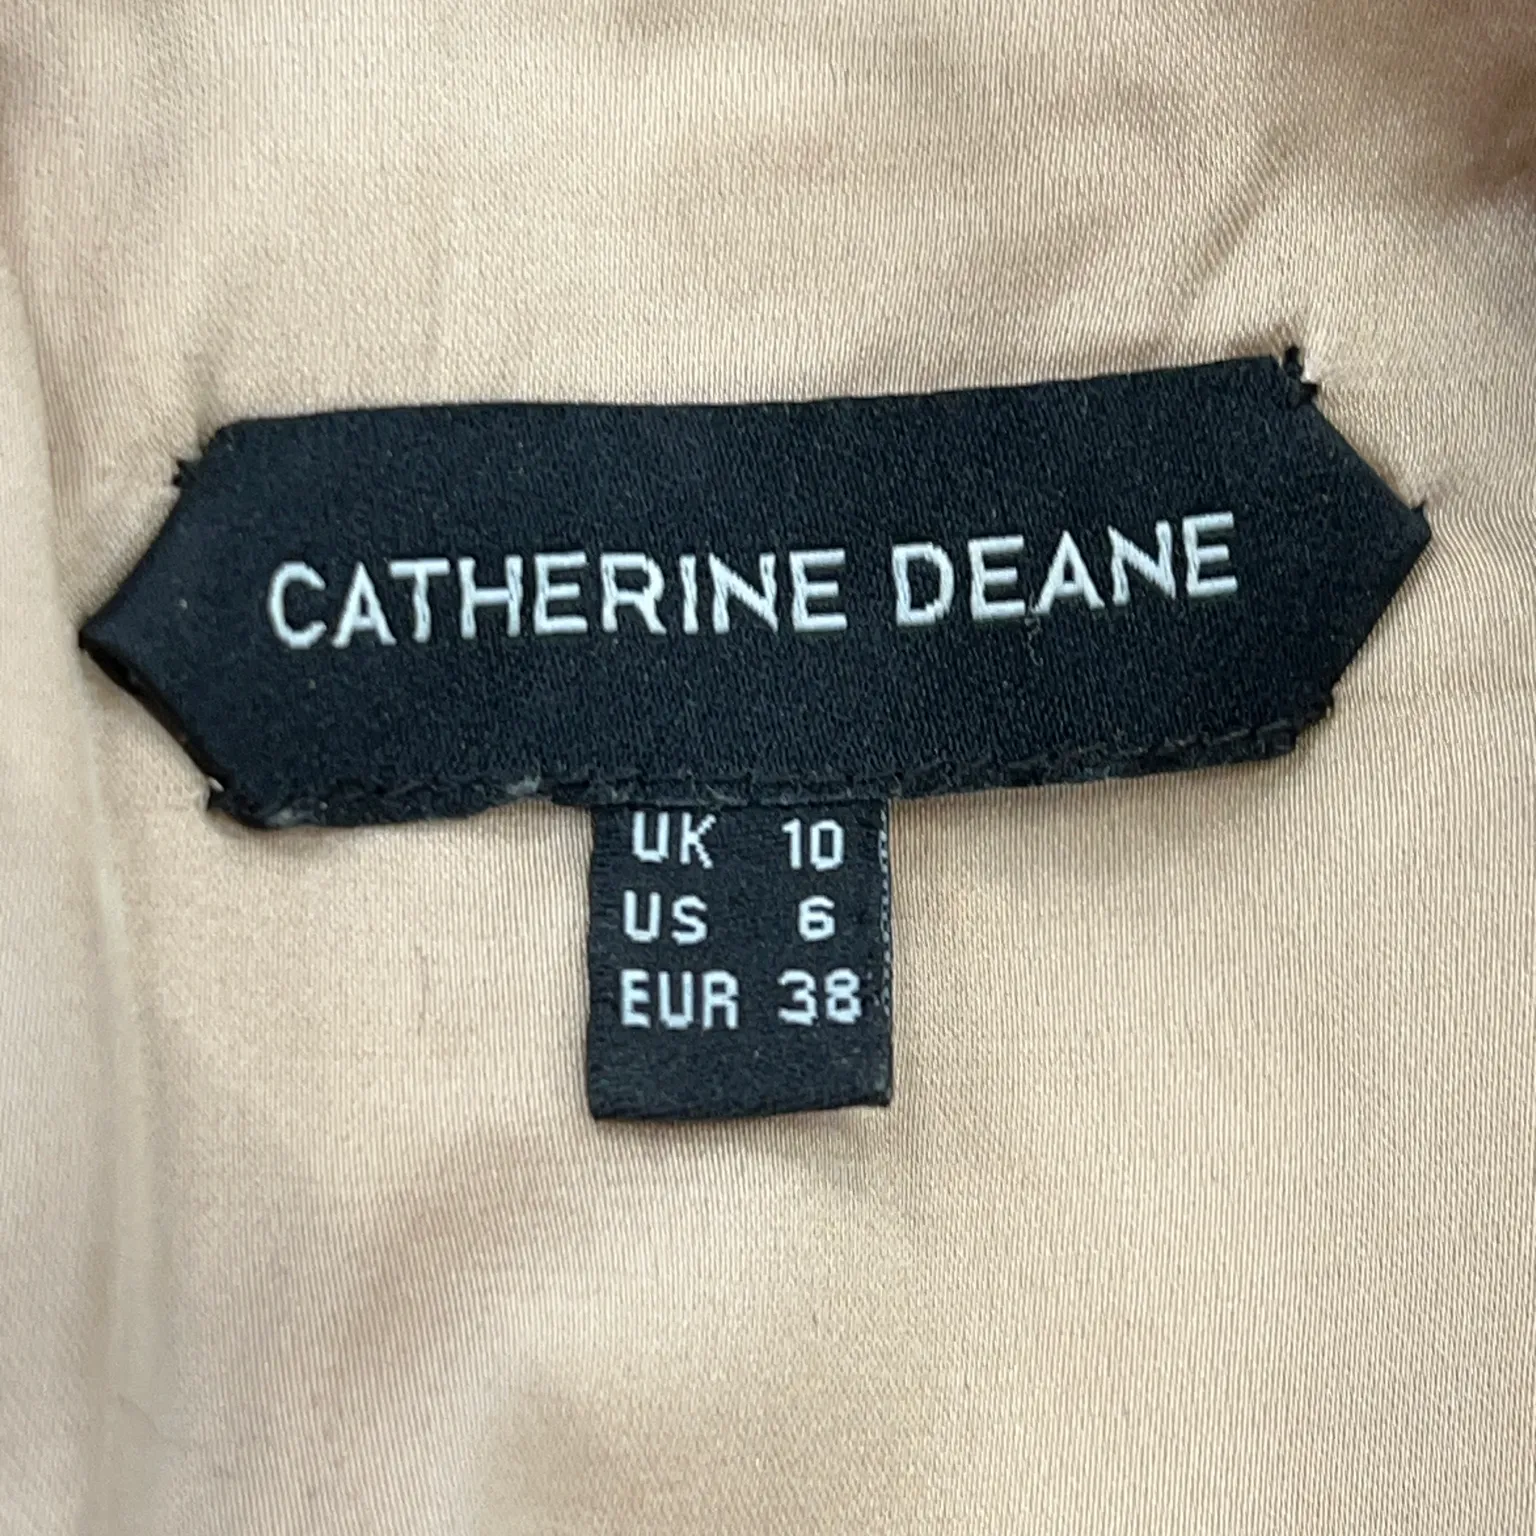 CATHERINE DEANE
UK 10
US 6
EUR 38